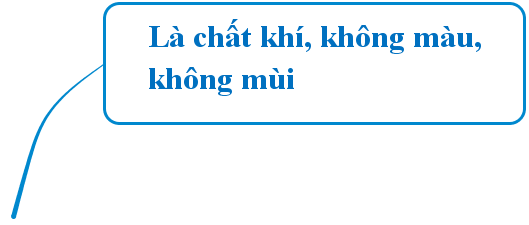 Là chất khí, không màu,
không mùi